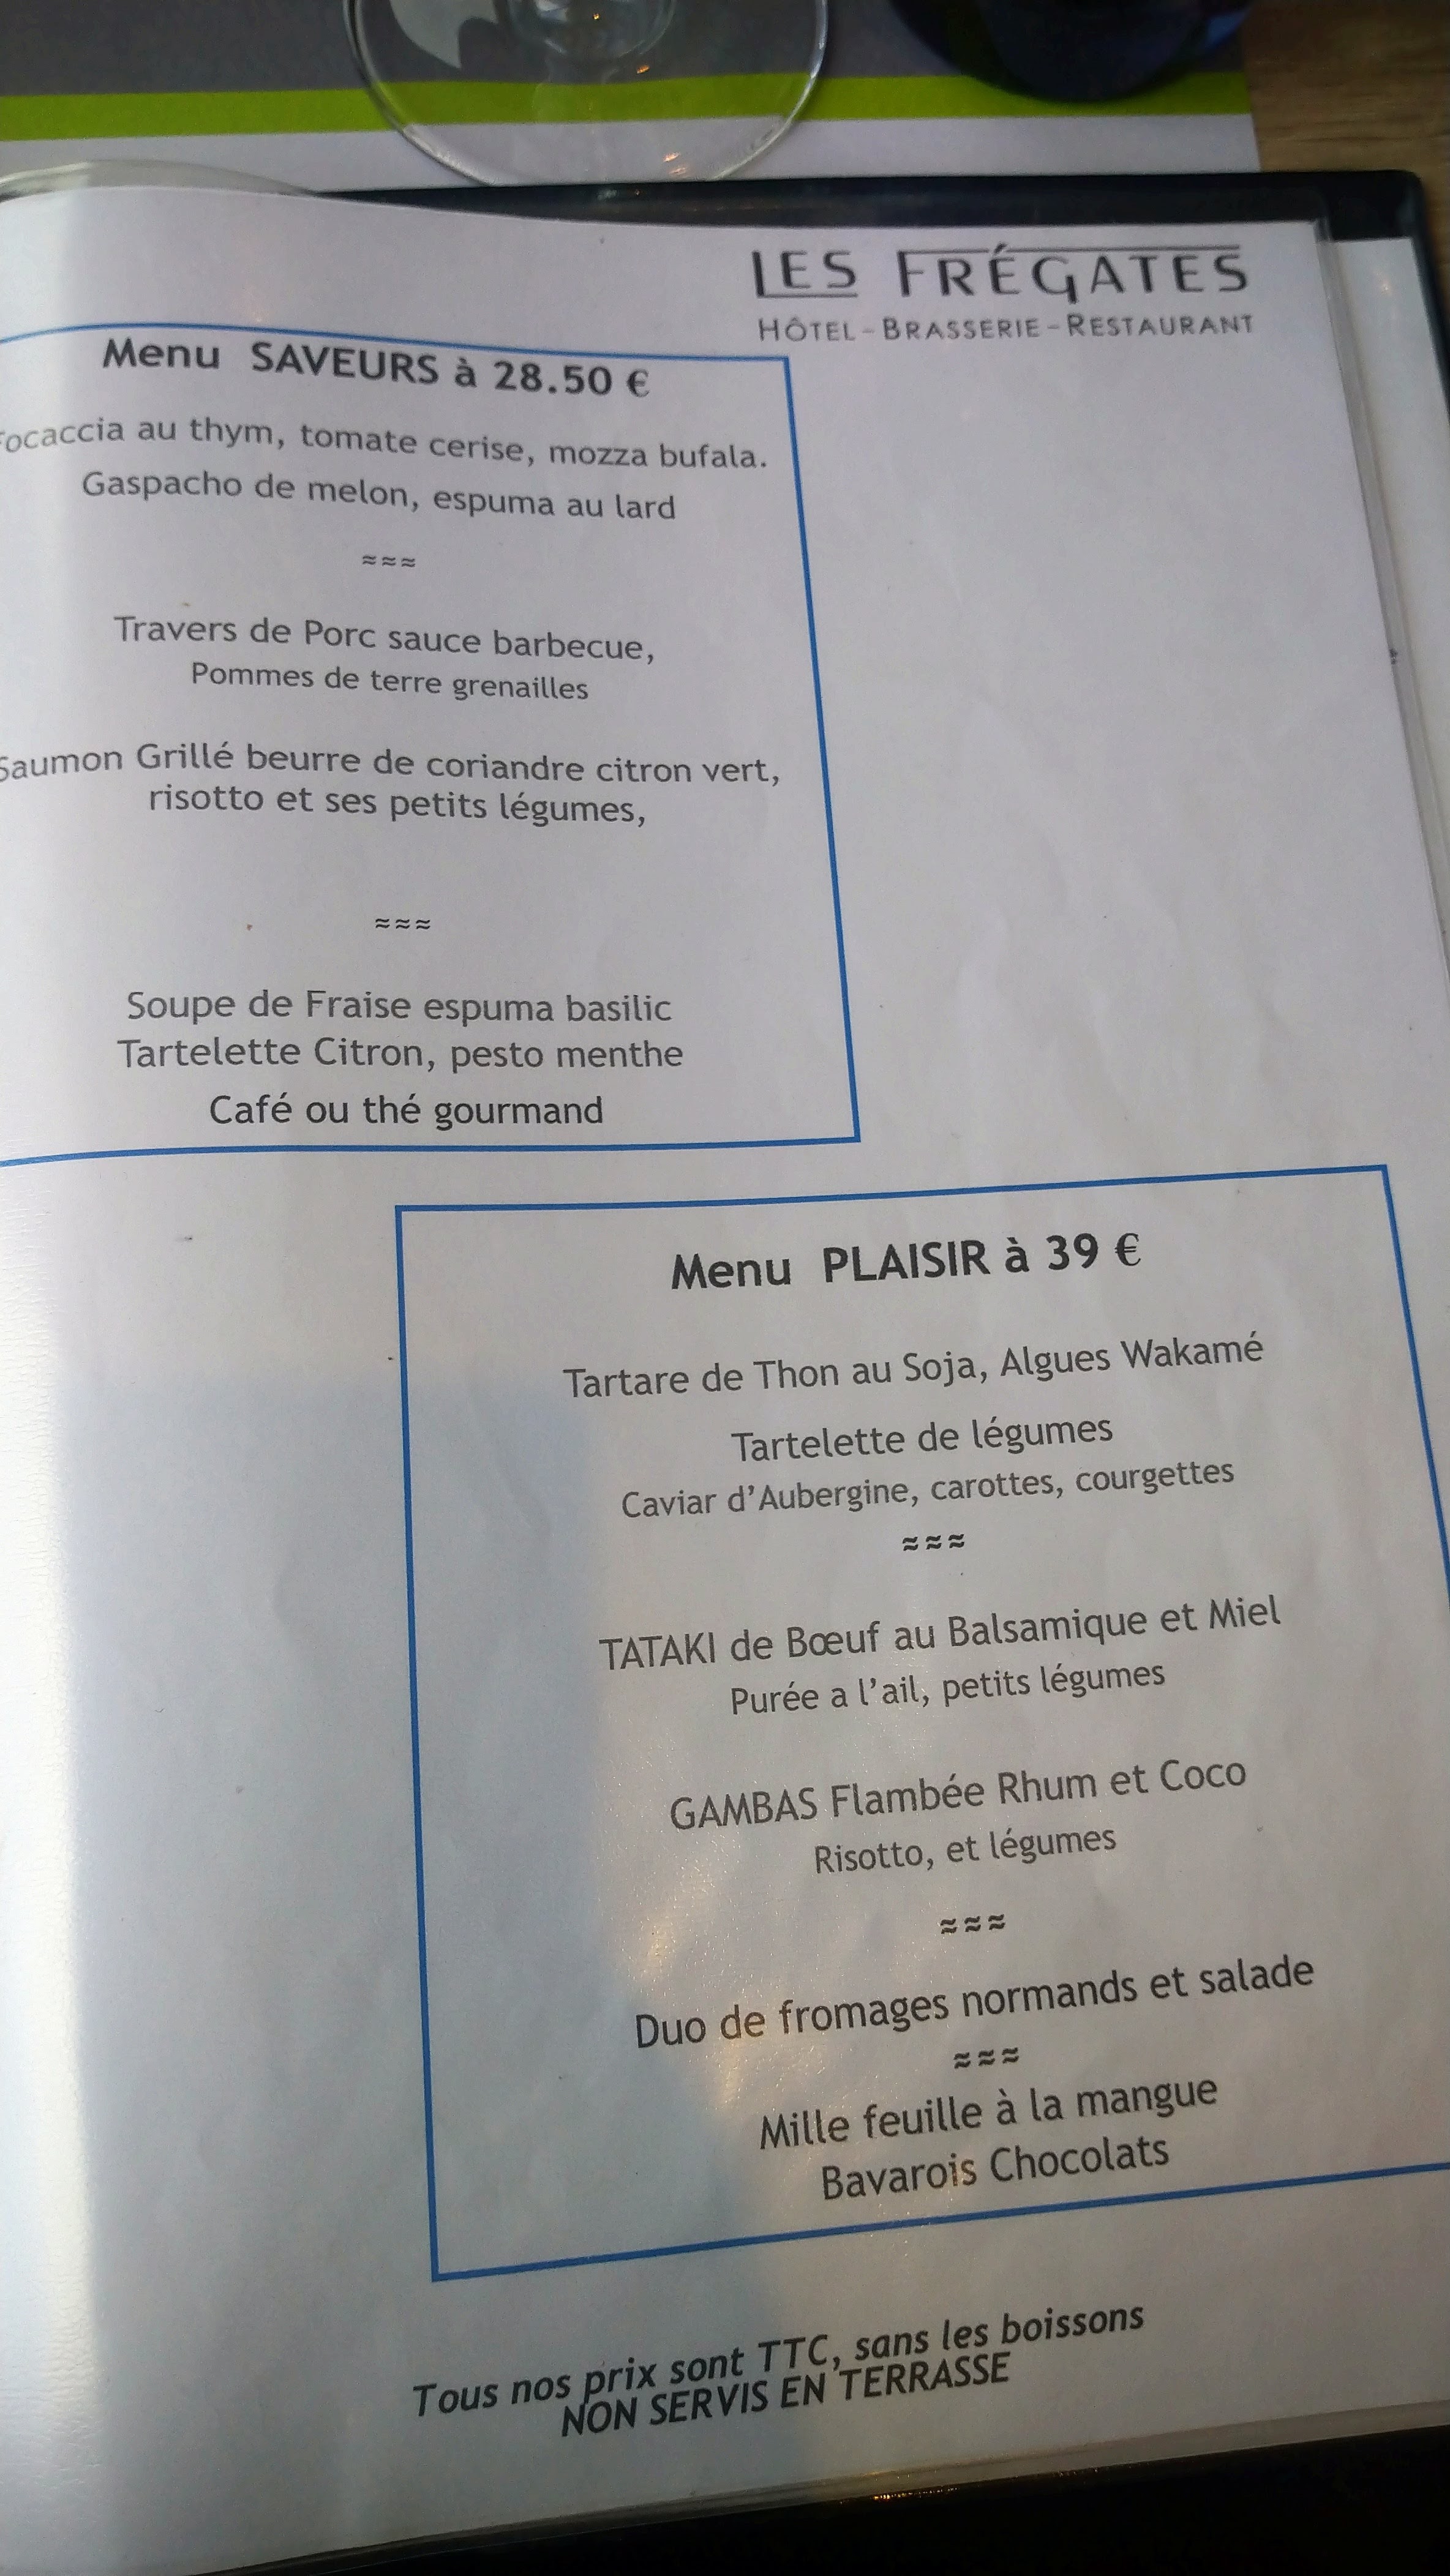 LES FRÉGATES
HÔTEL-BRASSERIE-RESTAURANT
Menu SAVEURS à 28.50 €
Focaccia au thym, tomate cerise, mozza bufala.
Gaspacho de melon, espuma au lard
≈≈≈
Travers de Porc sauce barbecue,
Pommes de terre grenailles
Saumon Grillé beurre de coriandre citron vert,
risotto et ses petits légumes,
≈≈≈
Soupe de Fraise espuma basilic
Tartelette Citron, pesto menthe
Café ou thé gourmand
Menu PLAISIR à 39 €
Tartare de Thon au Soja, Algues Wakamé
Tartelette de légumes
Caviar d'Aubergine, carottes, courgettes
≈≈≈
TATAKI de Bœuf au Balsamique et Miel
Purée a l'ail, petits légumes
GAMBAS Flambée Rhum et Coco
Risotto, et légumes
≈≈≈
Duo de fromages normands et salade
≈≈≈
Mille feuille à la mangue
Bavarois Chocolats
Tous nos prix sont TTC, sans les boissons
NON SERVIS EN TERRASSE